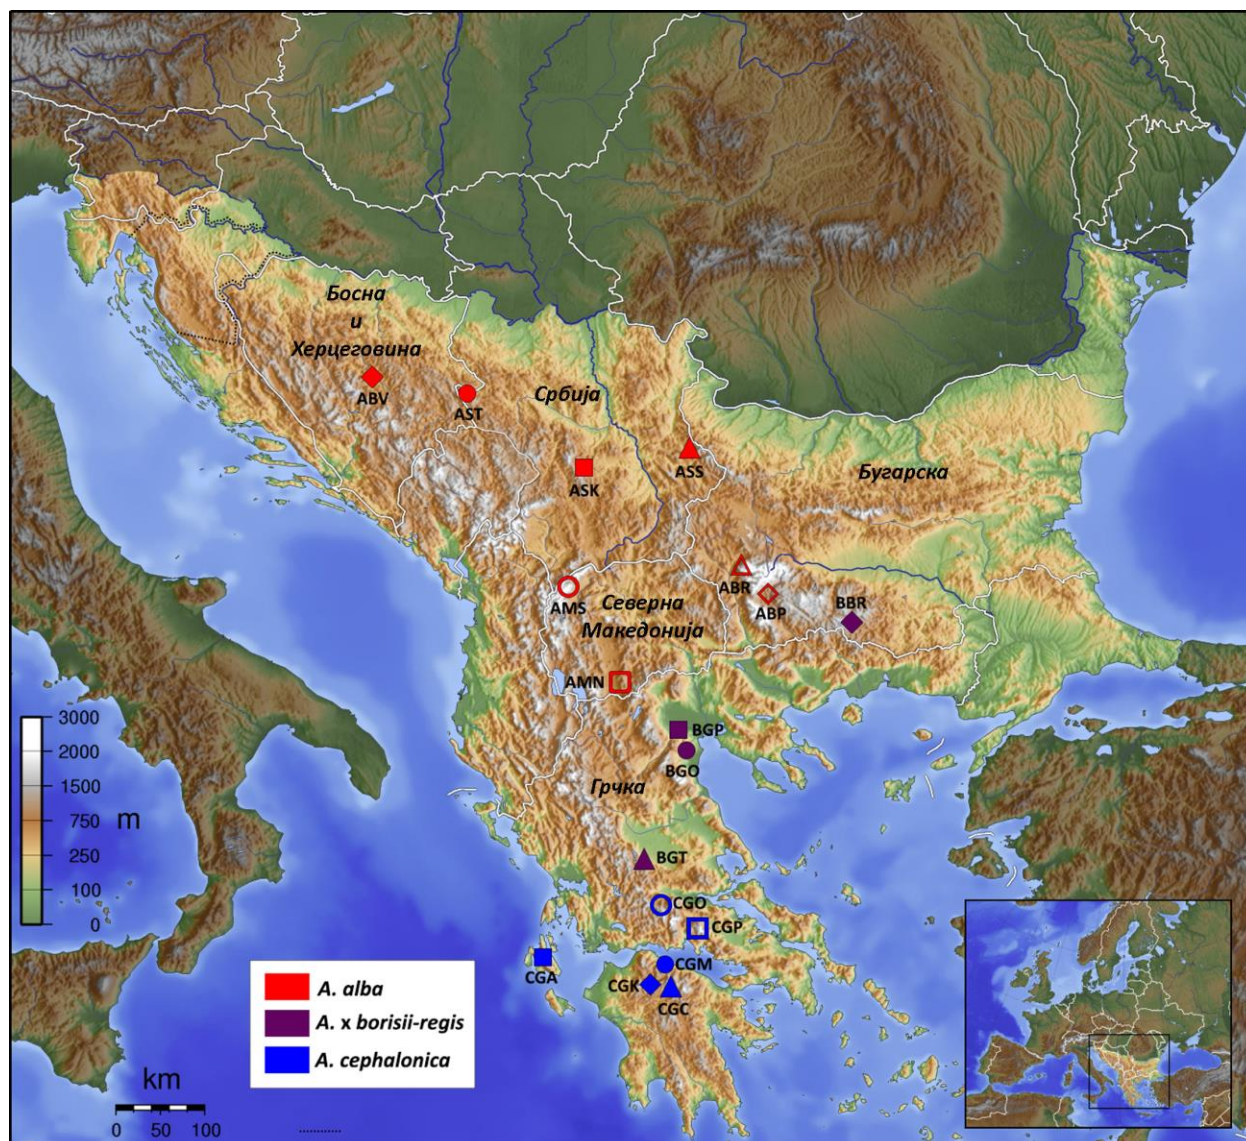 Босна
и
Херцеговина
ABV
AST
Србија
ASK
ASS
Бугарска
ABR
ABP
BBR
AMS
Северна
Македонија
AMN
BGP
BGO
Грчка
BGT
CGO
CGP
CGA
CGM
CGK
CGC
3000
2000
1500
750
250
100
0
m
A. alba
A. x borisii-regis
A. cephalonica
km
0 50 100